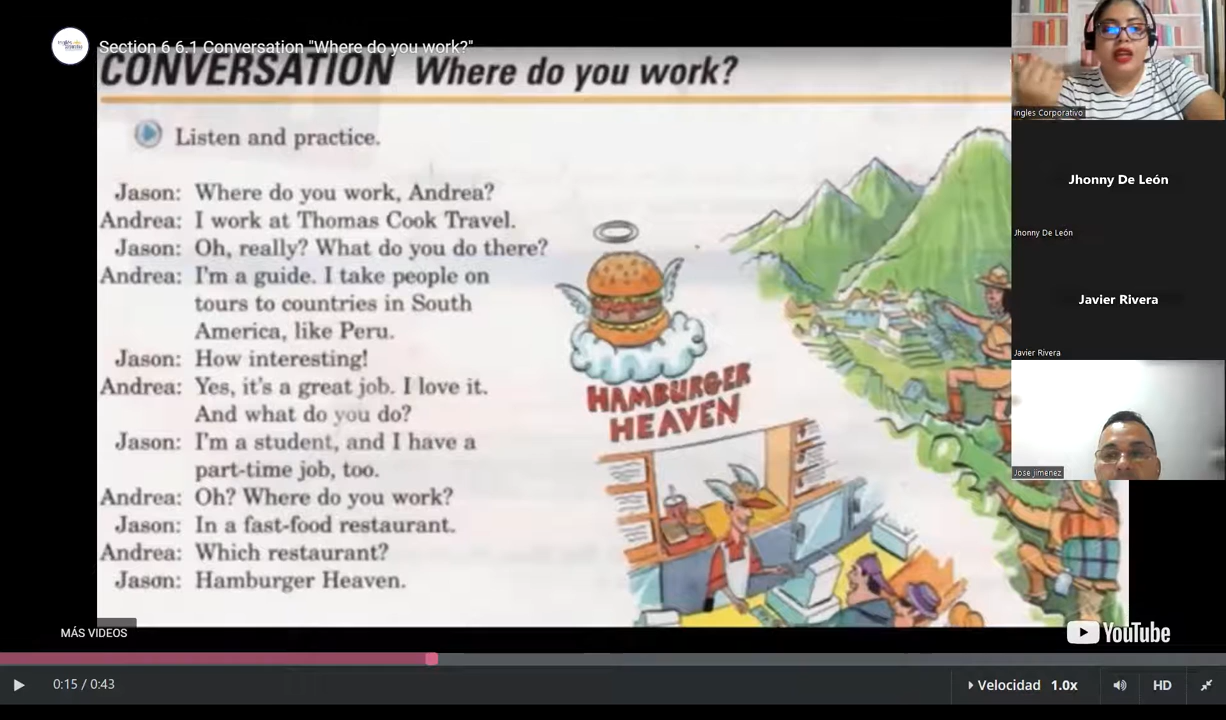 Section 6 6.1 Conversation "Where do you work?"
CONVERSATION Where do you work?
Listen and practice.
Jason: Where do you work, Andrea?
Andrea: I work at Thomas Cook Travel.
Jason: Oh, really? What do you do there?
Andrea: I'm a guide. I take people on
tours to countries in South
America, like Peru.
Jason: How interesting!
Andrea: Yes, it's a great job. I love it.
And what do you do?
Jason: I'm a student, and I have a
part-time job, too.
Andrea: Oh? Where do you work?
Jason: In a fast-food restaurant.
Andrea: Which restaurant?
Jason: Hamburger Heaven.
HAMBURGER
HEAVEN
ingles Corporativo
Jhonny De León
Jhonny De León
Javier Rivera
Javier Rivera
Jose jimenez
MÁS VIDEOS
YouTube
0:15 / 0:43
Velocidad 1.0x
HD